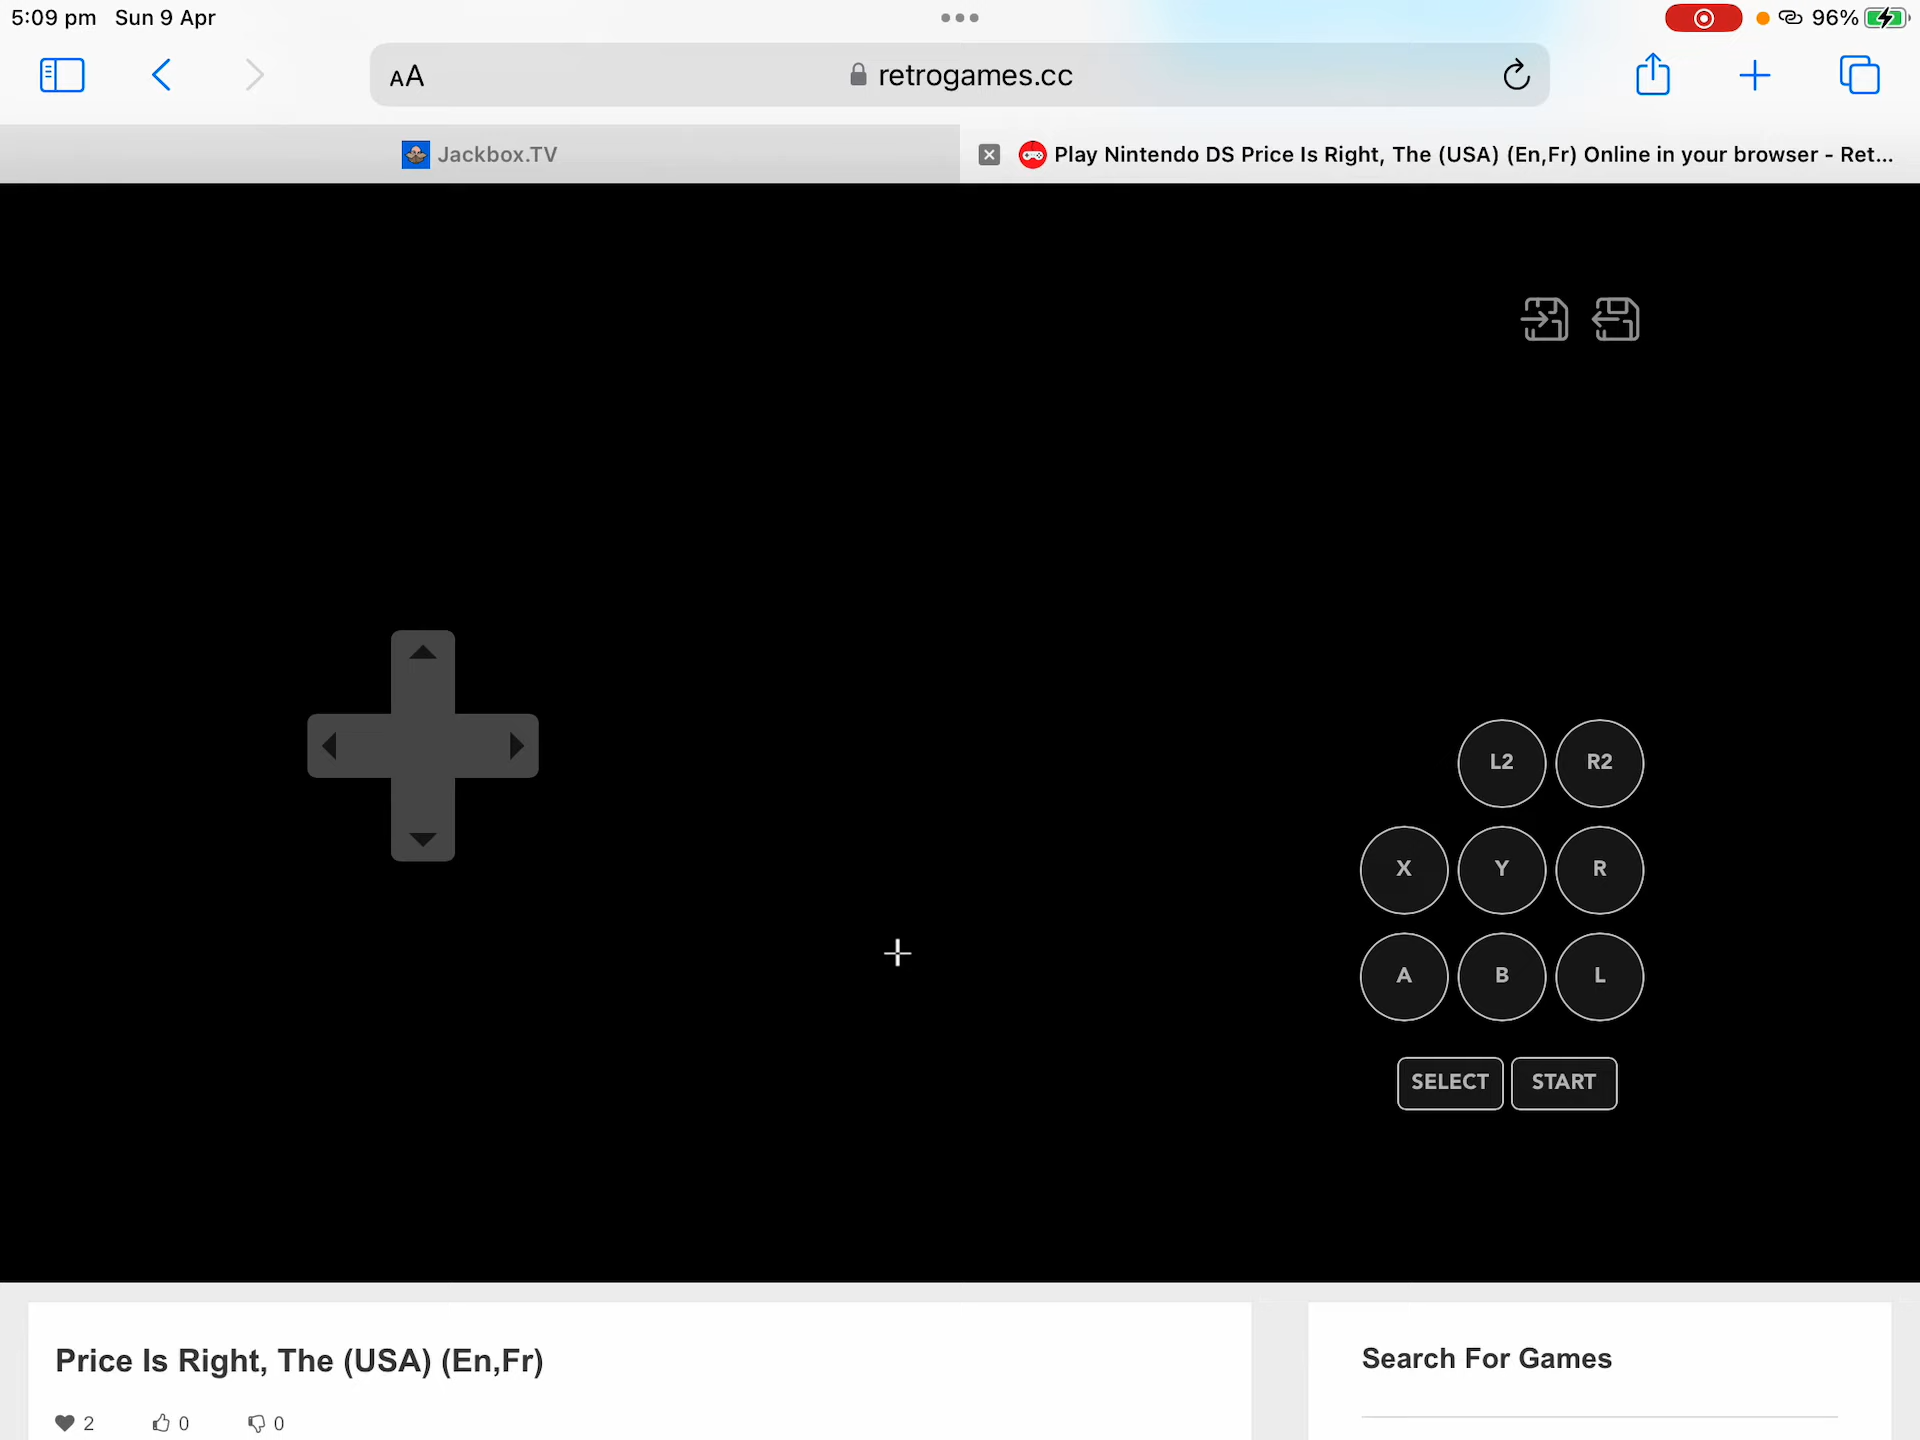 5:09 pm Sun 9 Apr
96%
AA
retrogames.cc
Jackbox.TV
Play Nintendo DS Price Is Right, The (USA) (En,Fr) Online in your browser - Ret...
L2 R2
X Y R
A B L
SELECT START
Price Is Right, The (USA) (En,Fr)
2 0 0
Search For Games